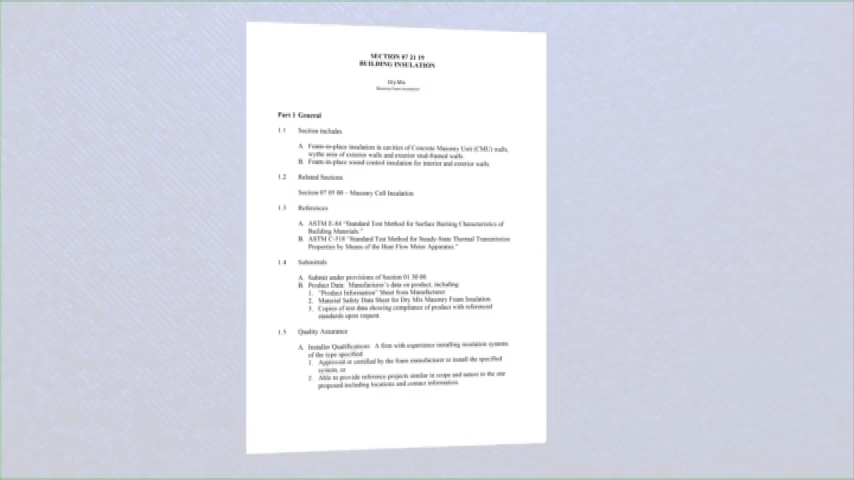 SECTION 07 21 19
BUILDING INSULATION
Dry Mix
Masonry Foam Insulation
Part 1 General
1.1 Section includes
A. Foam-in-place insulation in cavities of Concrete Masonry Unit (CMU) walls,
wythe area of exterior walls and exterior stud-framed walls.
B. Foam-in-place sound control insulation for interior and exterior walls.
1.2 Related Sections
Section 07 05 00 – Masonry Cell Insulation
1.3 References
A. ASTM E-84 "Standard Test Method for Surface Burning Characteristics of
Building Materials."
B. ASTM C-518 "Standard Test Method for Steady-State Thermal Transmission
Properties by Means of the Heat Flow Meter Apparatus."
1.4 Submittals
A. Submit under provisions of Section 01 30 00.
B. Product Data: Manufacturer's data on product, including:
1. "Product Information" Sheet from Manufacturer
2. Material Safety Data Sheet for Dry Mix Masonry Foam Insulation.
3. Copies of test data showing compliance of product with referenced
standards upon request.
1.5 Quality Assurance
A. Installer Qualifications: A firm with experience installing insulation systems
of the type specified.
1. Approved or certified by the foam manufacturer to install the specified
system, or
2. Able to provide reference projects similar in scope and nature to the one
proposed including locations and contact information.